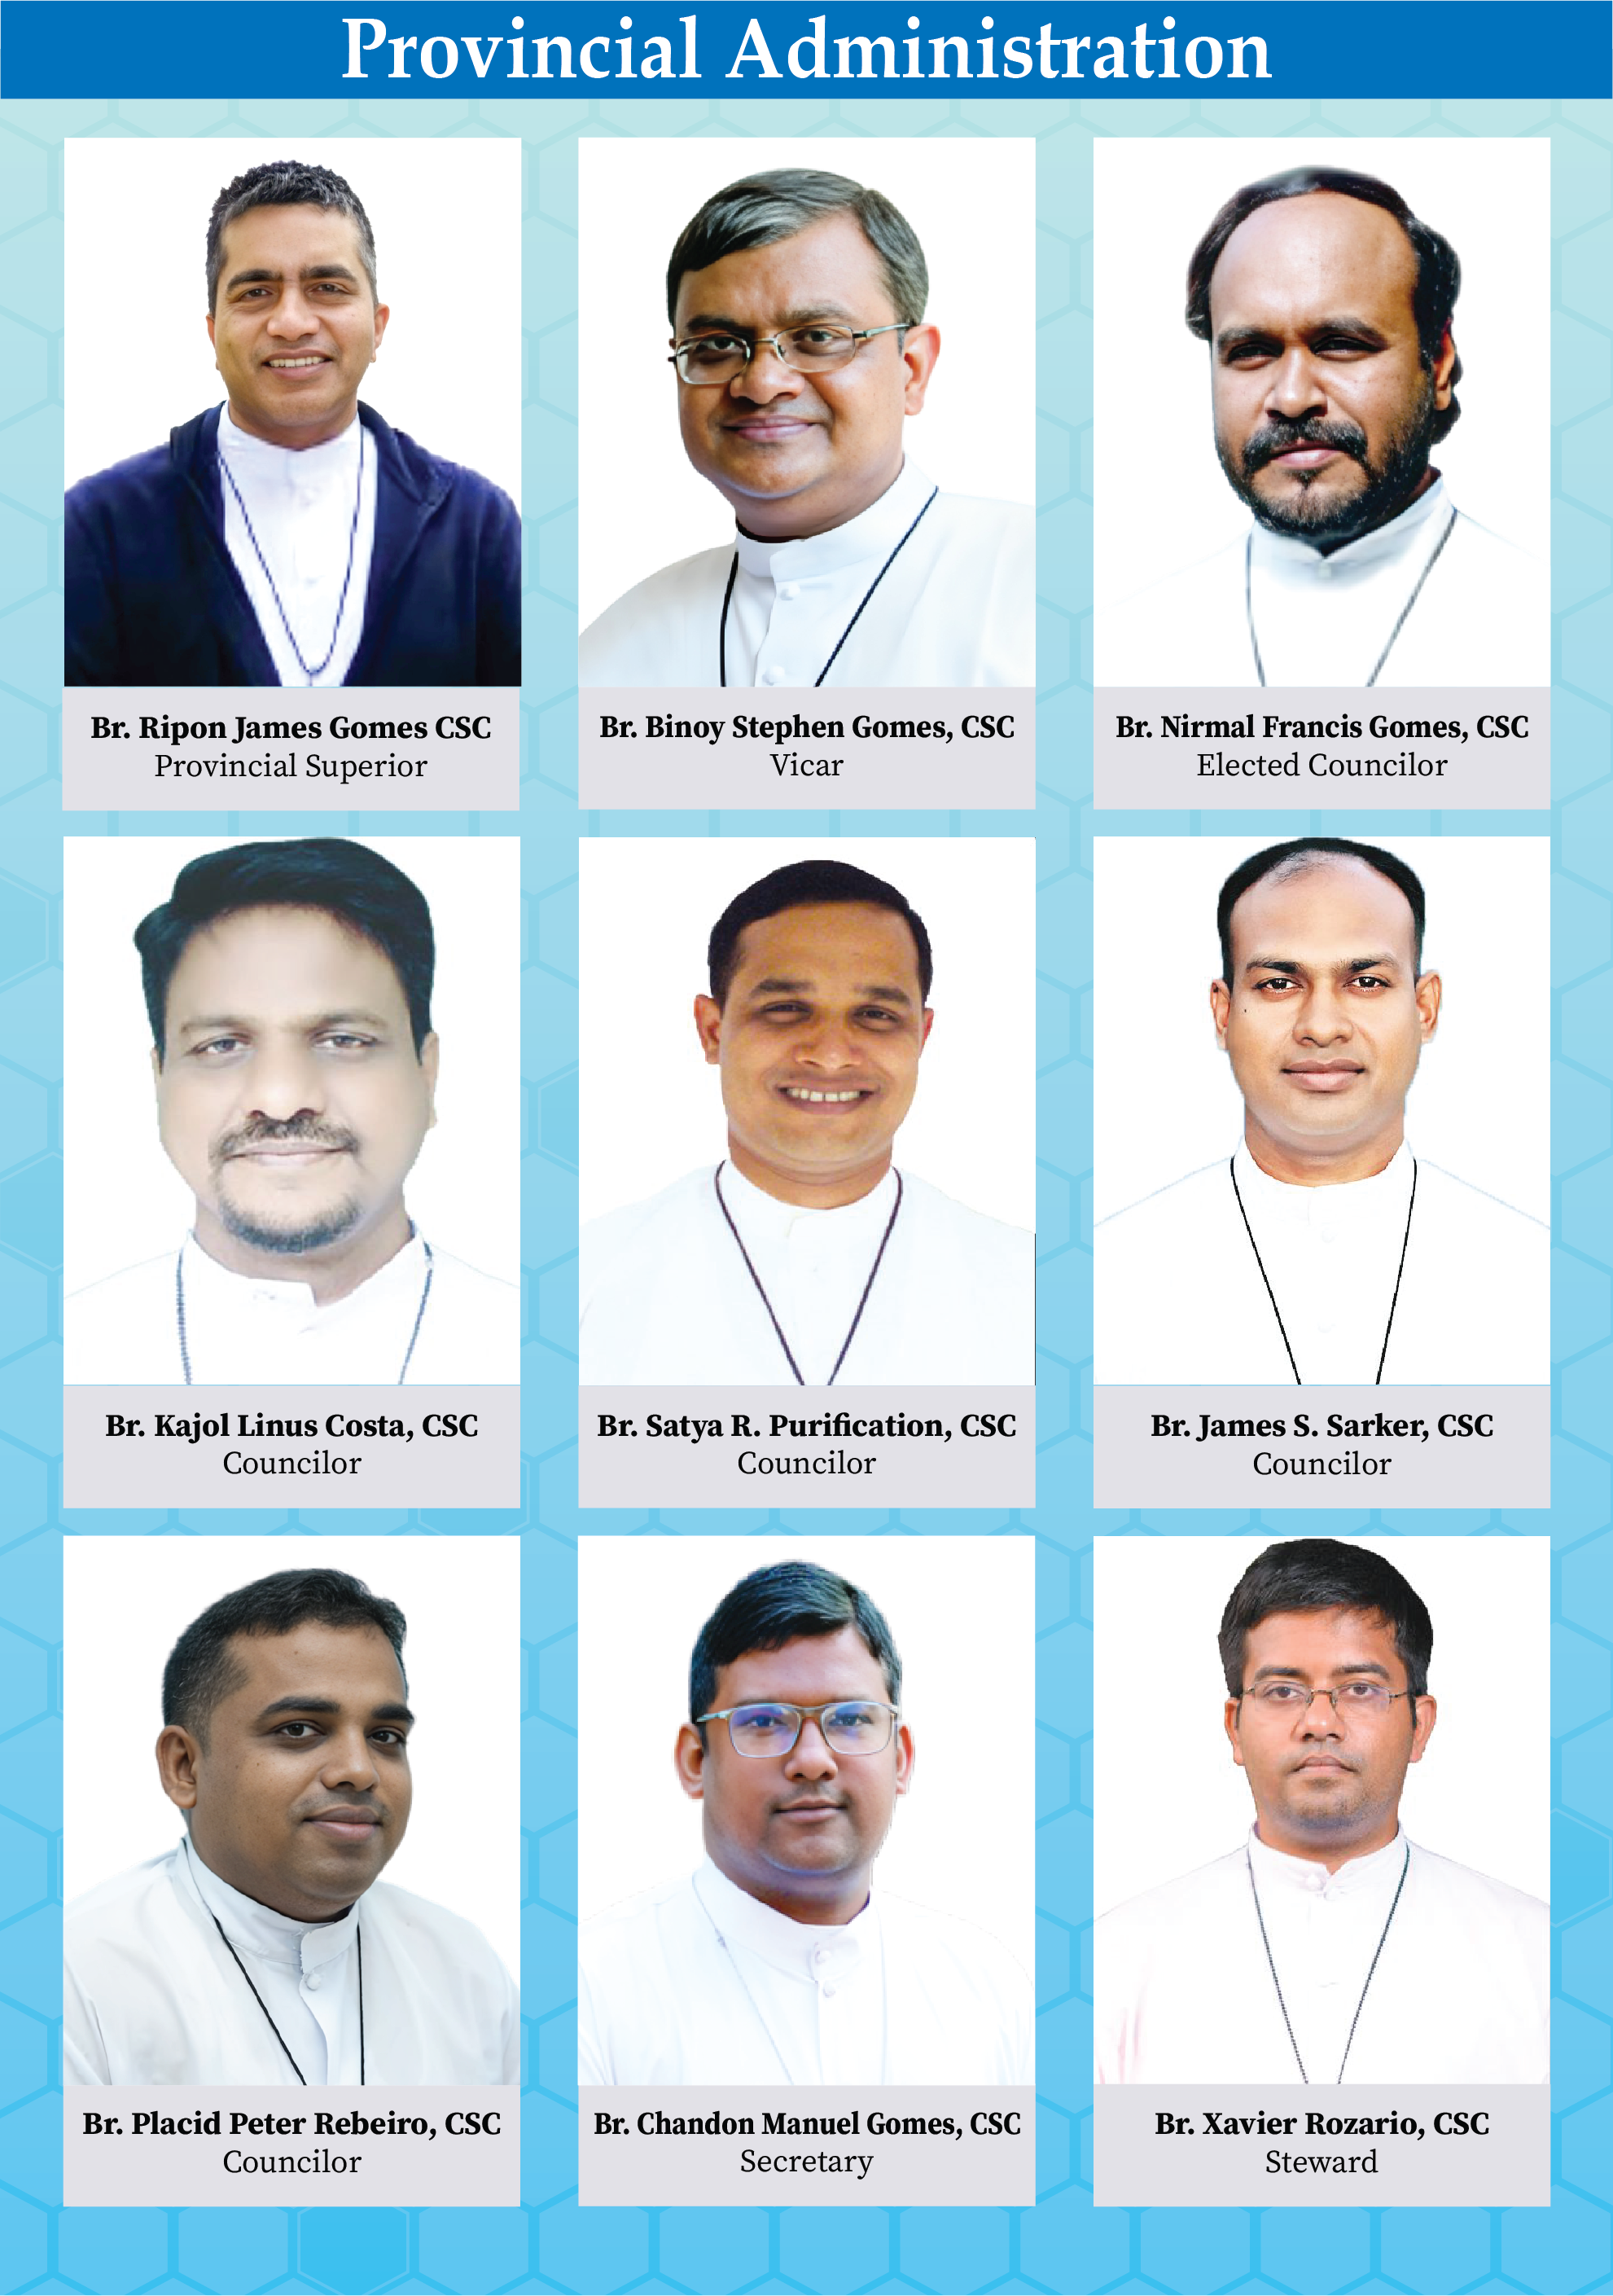 Provincial Administration
Br. Ripon James Gomes CSC
Provincial Superior
Br. Binoy Stephen Gomes, CSC
Vicar
Br. Nirmal Francis Gomes, CSC
Elected Councilor
Br. Kajol Linus Costa, CSC
Councilor
Br. Satya R. Purification, CSC
Councilor
Br. James S. Sarker, CSC
Councilor
Br. Placid Peter Rebeiro, CSC
Councilor
Br. Chandon Manuel Gomes, CSC
Secretary
Br. Xavier Rozario, CSC
Steward